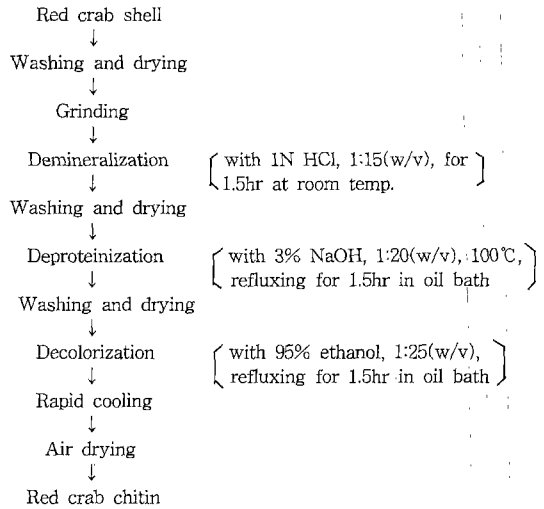 Red crab shell
↓
Washing and drying
↓
Grinding
↓
Demineralization ( with 1N HCl, 1:15(w/v), for
↓ 1.5hr at room temp. )
Washing and drying
↓
Deproteinization ( with 3% NaOH, 1:20(w/v), 100℃,
↓ refluxing for 1.5hr in oil bath )
Washing and drying
↓
Decolorization ( with 95% ethanol, 1:25(w/v),
↓ refluxing for 1.5hr in oil bath )
Rapid cooling
↓
Air drying
↓
Red crab chitin